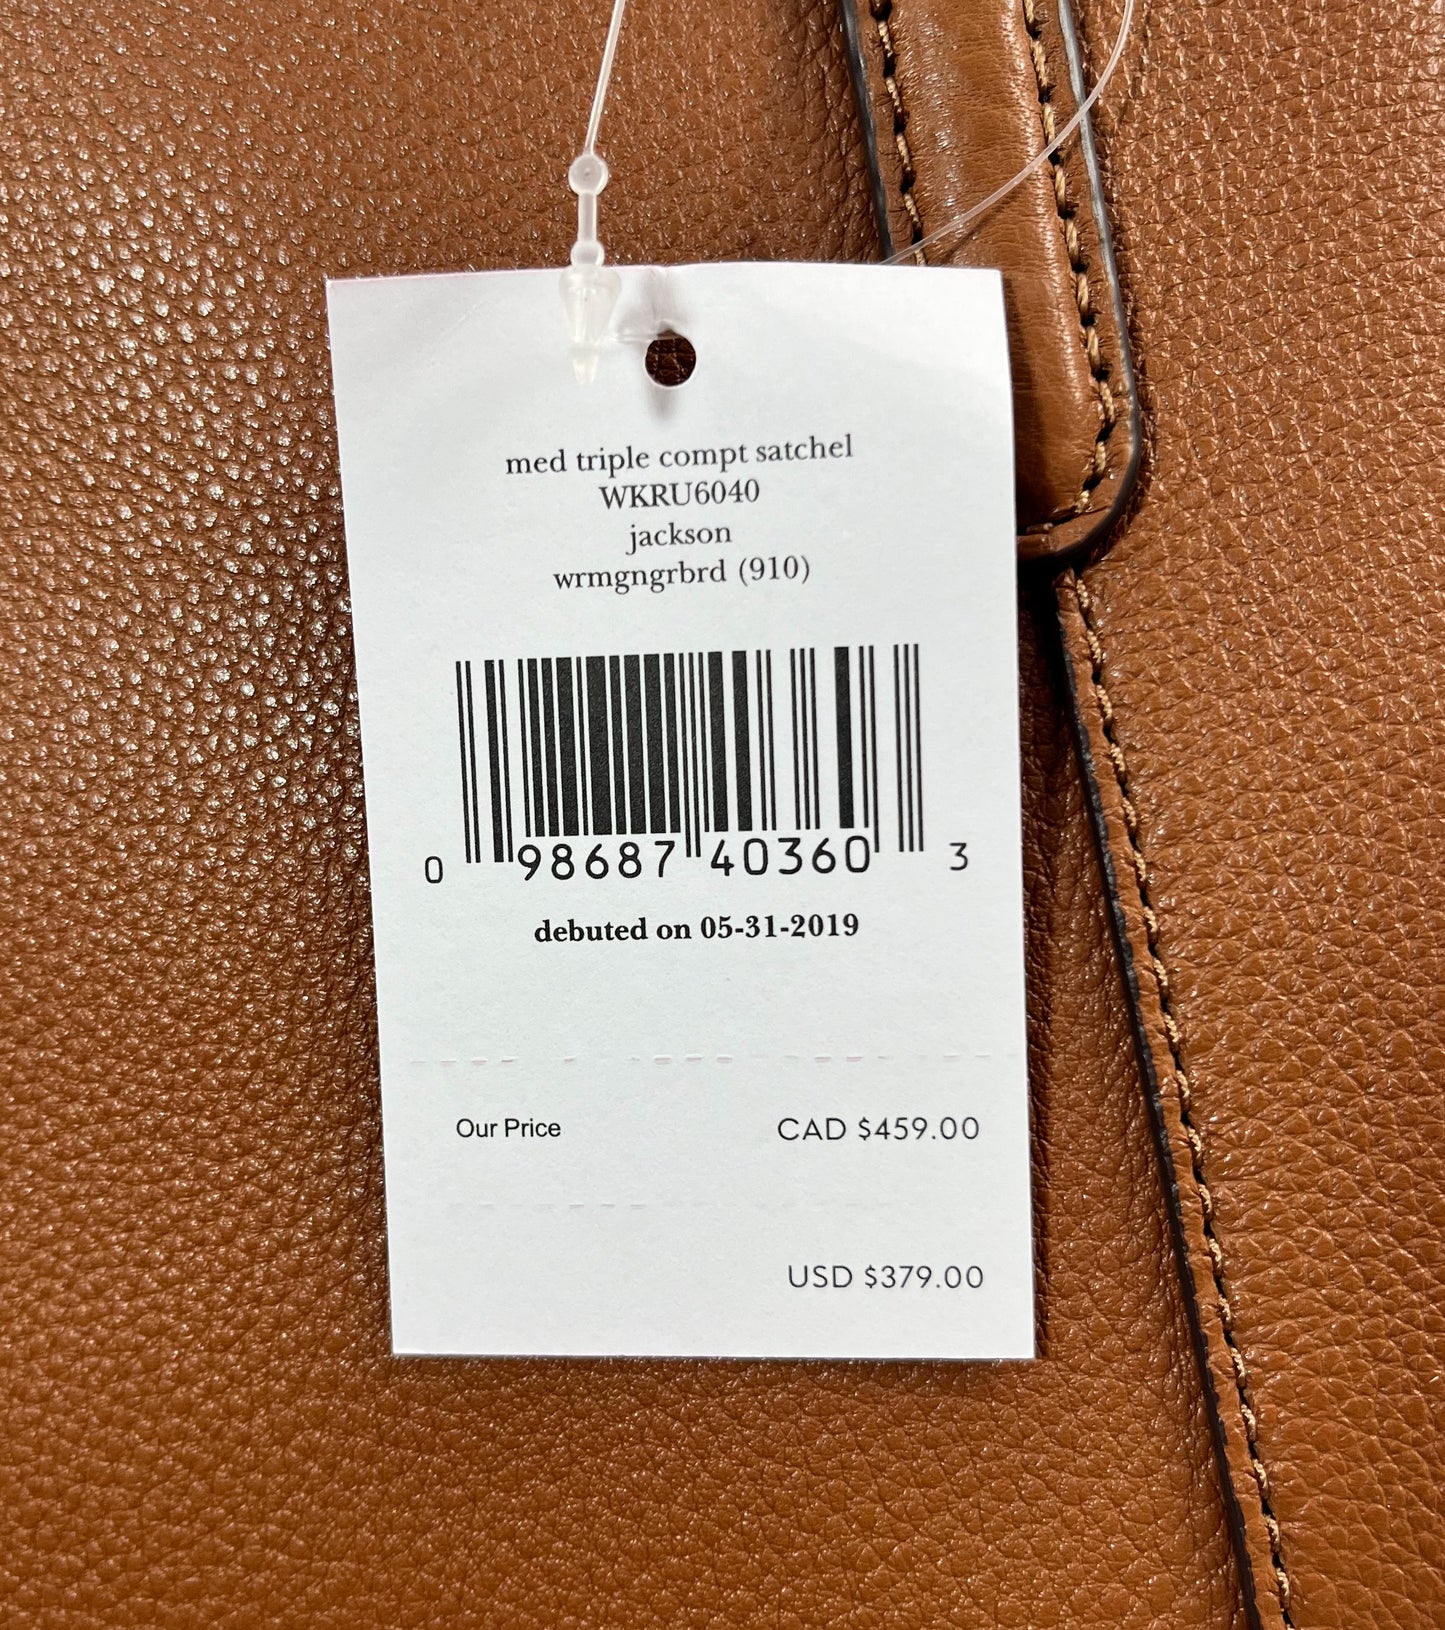 med triple compt satchel
WKRU6040
jackson
wrmgngrbrd (910)
0 98687 40360 3
debuted on 05-31-2019
Our Price CAD $459.00
USD $379.00